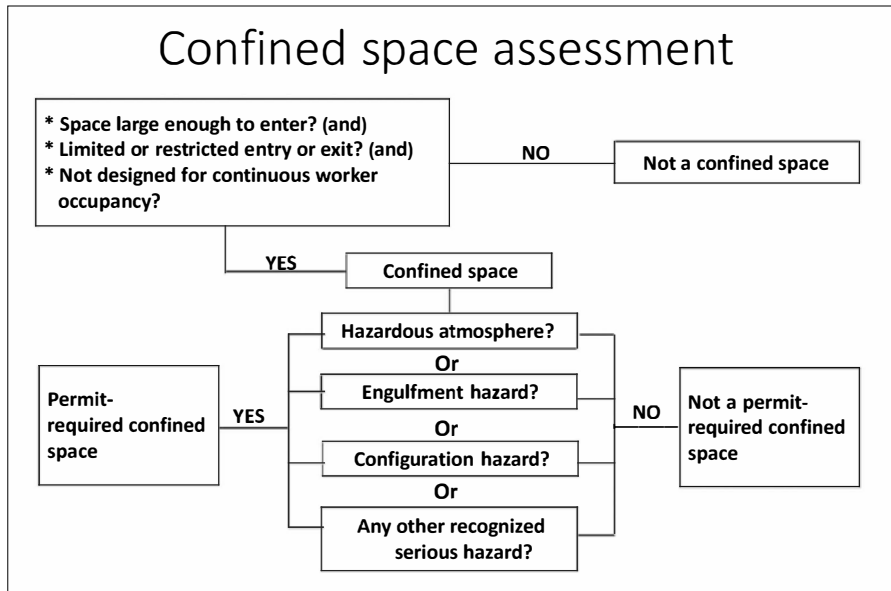 Confined space assessment
* Space large enough to enter? (and)
* Limited or restricted entry or exit? (and)
* Not designed for continuous worker
occupancy?
NO
Not a confined space
YES
Confined space
Hazardous atmosphere?
Or
Engulfment hazard?
Or
Configuration hazard?
Or
Any other recognized
serious hazard?
YES
Permit-
required confined
space
NO
Not a permit-
required confined
space